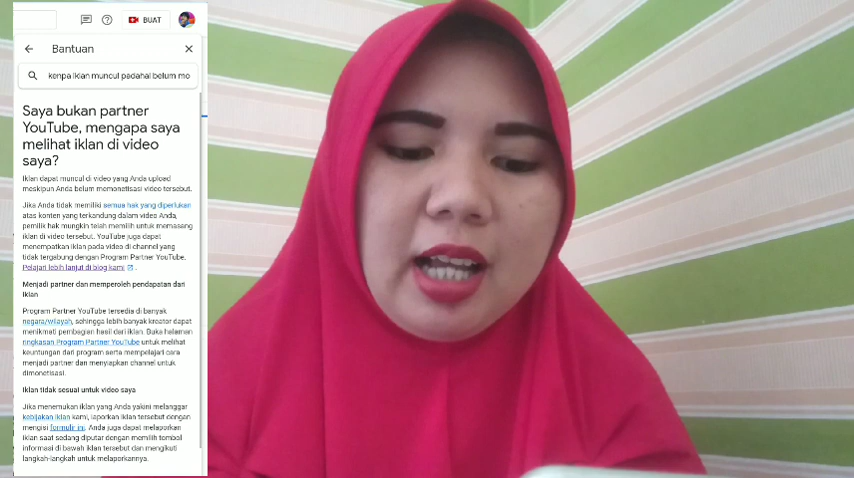 BUAT
Bantuan
kenpa iklan muncul padahal belum mo
Saya bukan partner
YouTube, mengapa saya
melihat iklan di video
saya?
Iklan dapat muncul di video yang Anda upload
meskipun Anda belum memonetisasi video tersebut.
Jika Anda tidak memiliki semua hak yang diperlukan
atas konten yang terkandung dalam video Anda,
pemilik hak mungkin telah memilih untuk memasang
iklan di video tersebut. YouTube juga dapat
menempatkan iklan pada video di channel yang
tidak tergabung dengan Program Partner YouTube.
Pelajari lebih lanjut di blog kami.
Menjadi partner dan memperoleh pendapatan dari
iklan
Program Partner YouTube tersedia di banyak
negara/wilayah, sehingga lebih banyak kreator dapat
menikmati pembagian hasil dari iklan. Buka halaman
ringkasan Program Partner YouTube untuk melihat
keuntungan dari program serta mempelajari cara
menjadi partner dan menyiapkan channel untuk
dimonetisasi.
Iklan tidak sesuai untuk video saya
Jika menemukan iklan yang Anda yakini melanggar
kebijakan iklan kami, laporkan iklan tersebut dengan
mengisi formulir ini. Anda juga dapat melaporkan
iklan saat sedang diputar dengan memilih tombol
informasi di bawah iklan tersebut dan mengikuti
langkah-langkah untuk melaporkannya.